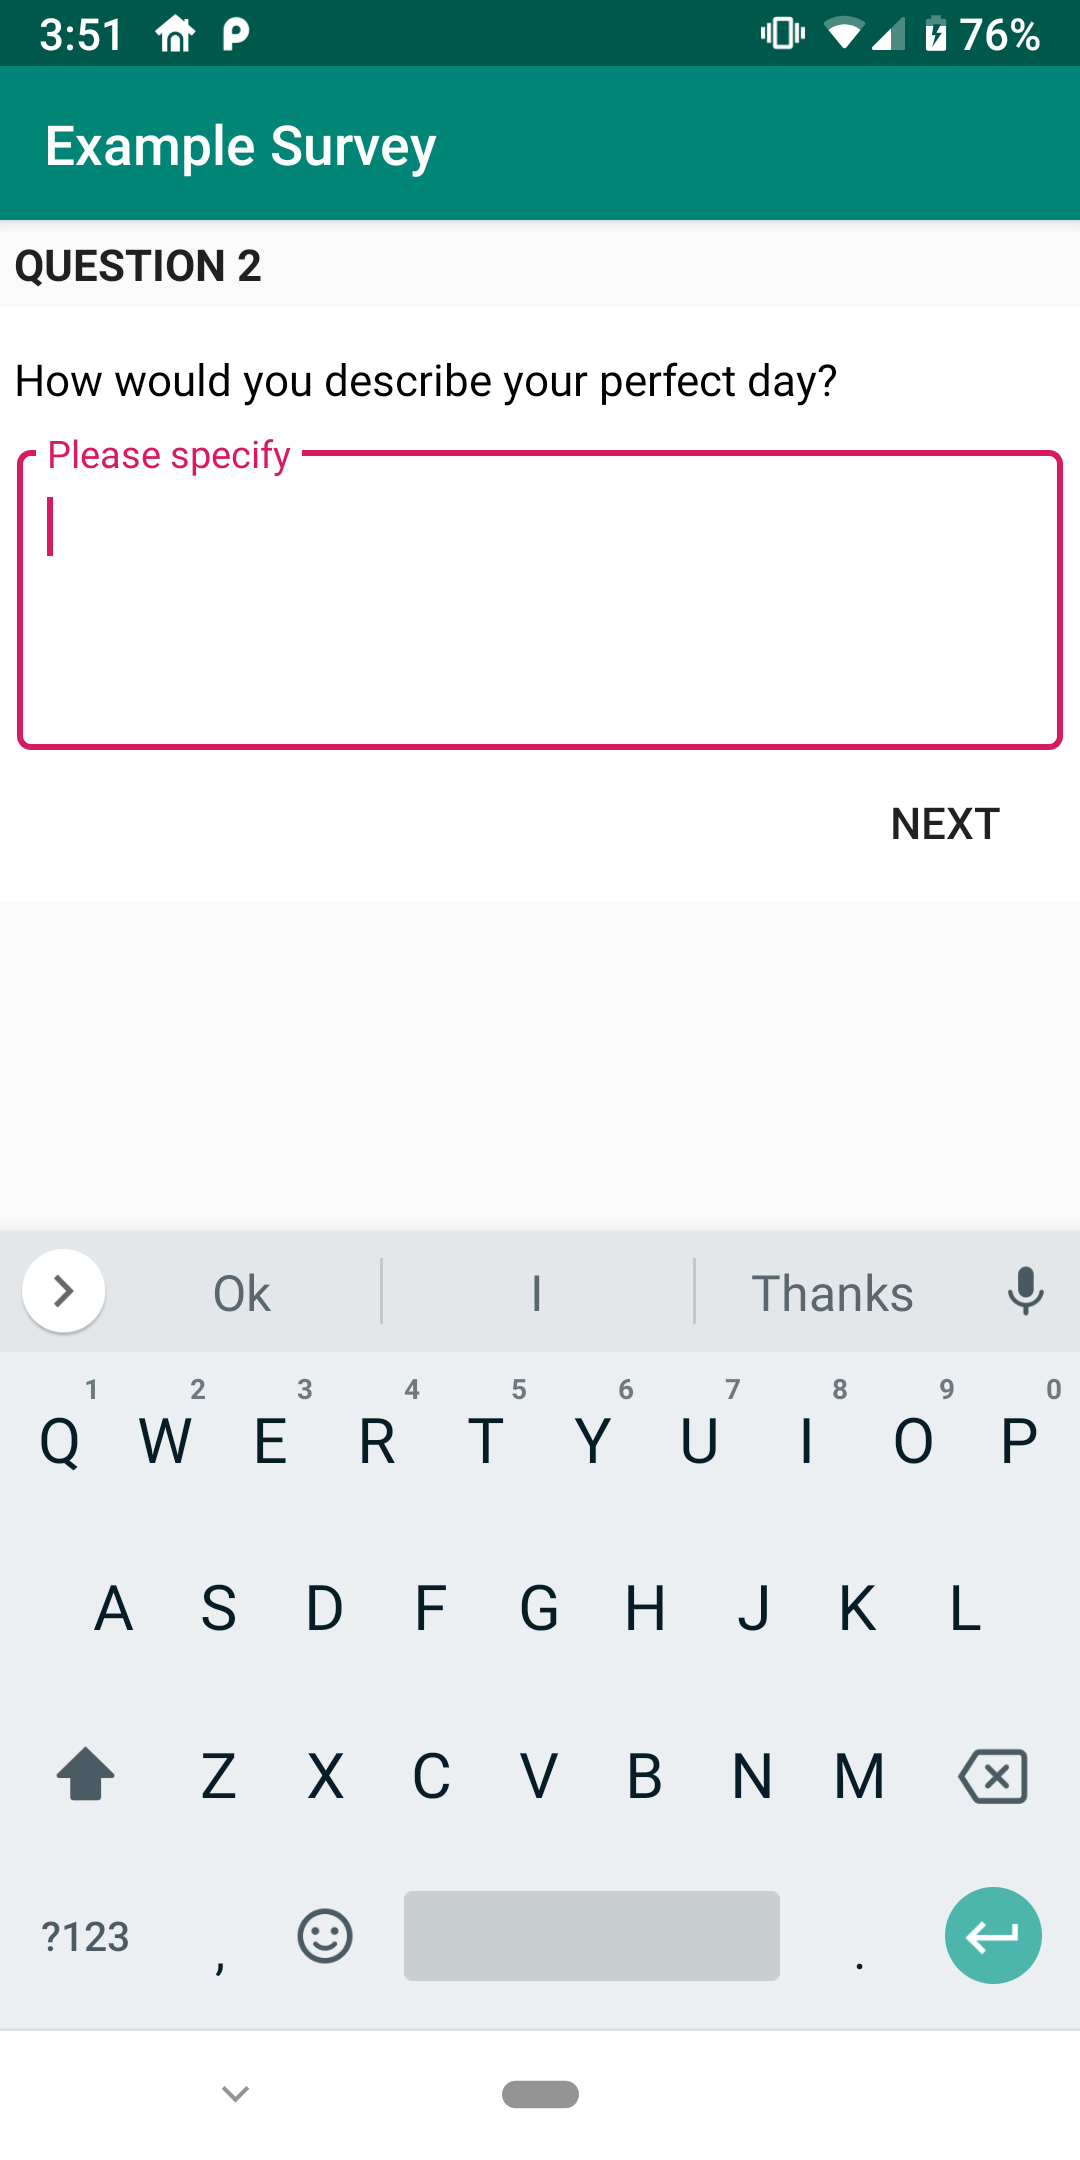 3:51 76%
Example Survey
QUESTION 2
How would you describe your perfect day?
Please specify
NEXT
Ok I Thanks
1 2 3 4 5 6 7 8 9 0
Q W E R T Y U I O P
A S D F G H J K L
Z X C V B N M
?123 , .